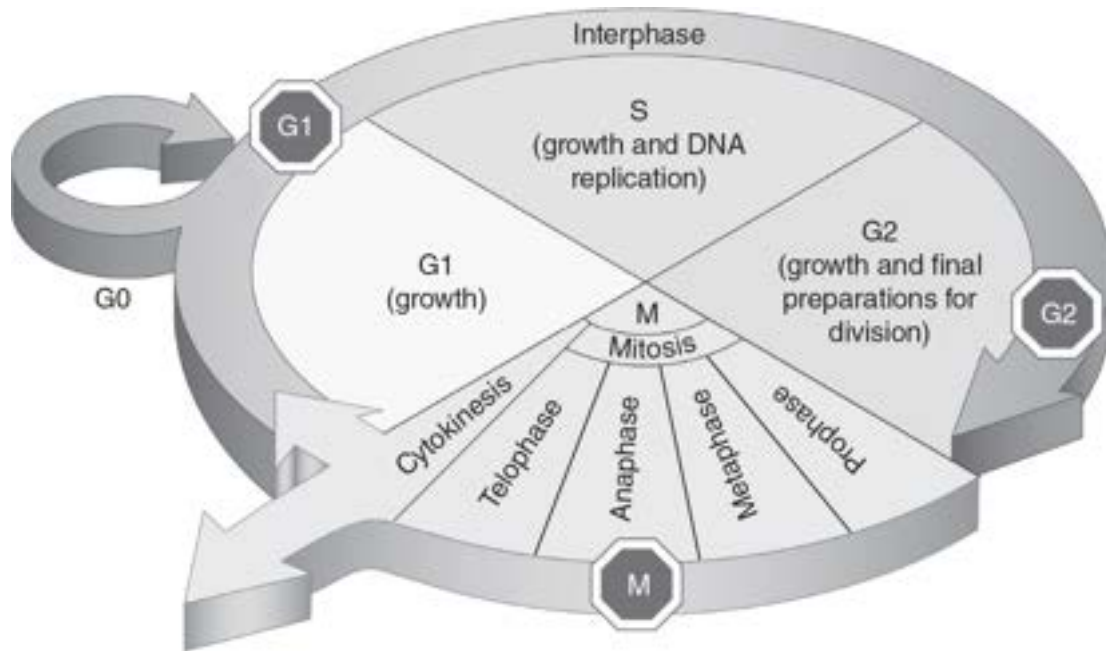 Interphase
G1
S
(growth and DNA
replication)
G2
(growth and final
preparations for
division)
G1
(growth)
G0
G2
M
Mitosis
Cytokinesis
Telophase
Anaphase
Metaphase
Prophase
M